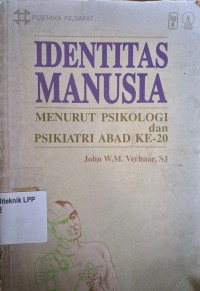 PUSTAKA FILSAFAT
IDENTITAS
MANUSIA
MENURUT PSIKOLOGI
dan
PSIKIATRI ABAD KE-20
John W.M. Verhaar, SJ
liteknik LPP